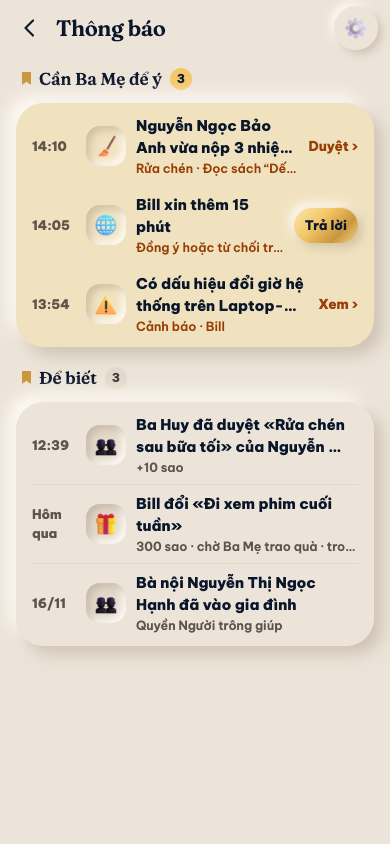 Thông báo
Cần Ba Mẹ để ý 3
14:10
Nguyễn Ngọc Bảo
Anh vừa nộp 3 nhiệ...
Rửa chén · Đọc sách “Dế...
Duyệt ›
14:05
Bill xin thêm 15
phút
Đồng ý hoặc từ chối tr...
Trả lời
13:54
Có dấu hiệu đổi giờ hệ
thống trên Laptop-...
Cảnh báo · Bill
Xem ›
Để biết 3
12:39
Ba Huy đã duyệt «Rửa chén
sau bữa tối» của Nguyễn ...
+10 sao
Hôm
qua
Bill đổi «Đi xem phim cuối
tuần»
300 sao · chờ Ba Mẹ trao quà · tro...
16/11
Bà nội Nguyễn Thị Ngọc
Hạnh đã vào gia đình
Quyền Người trông giúp